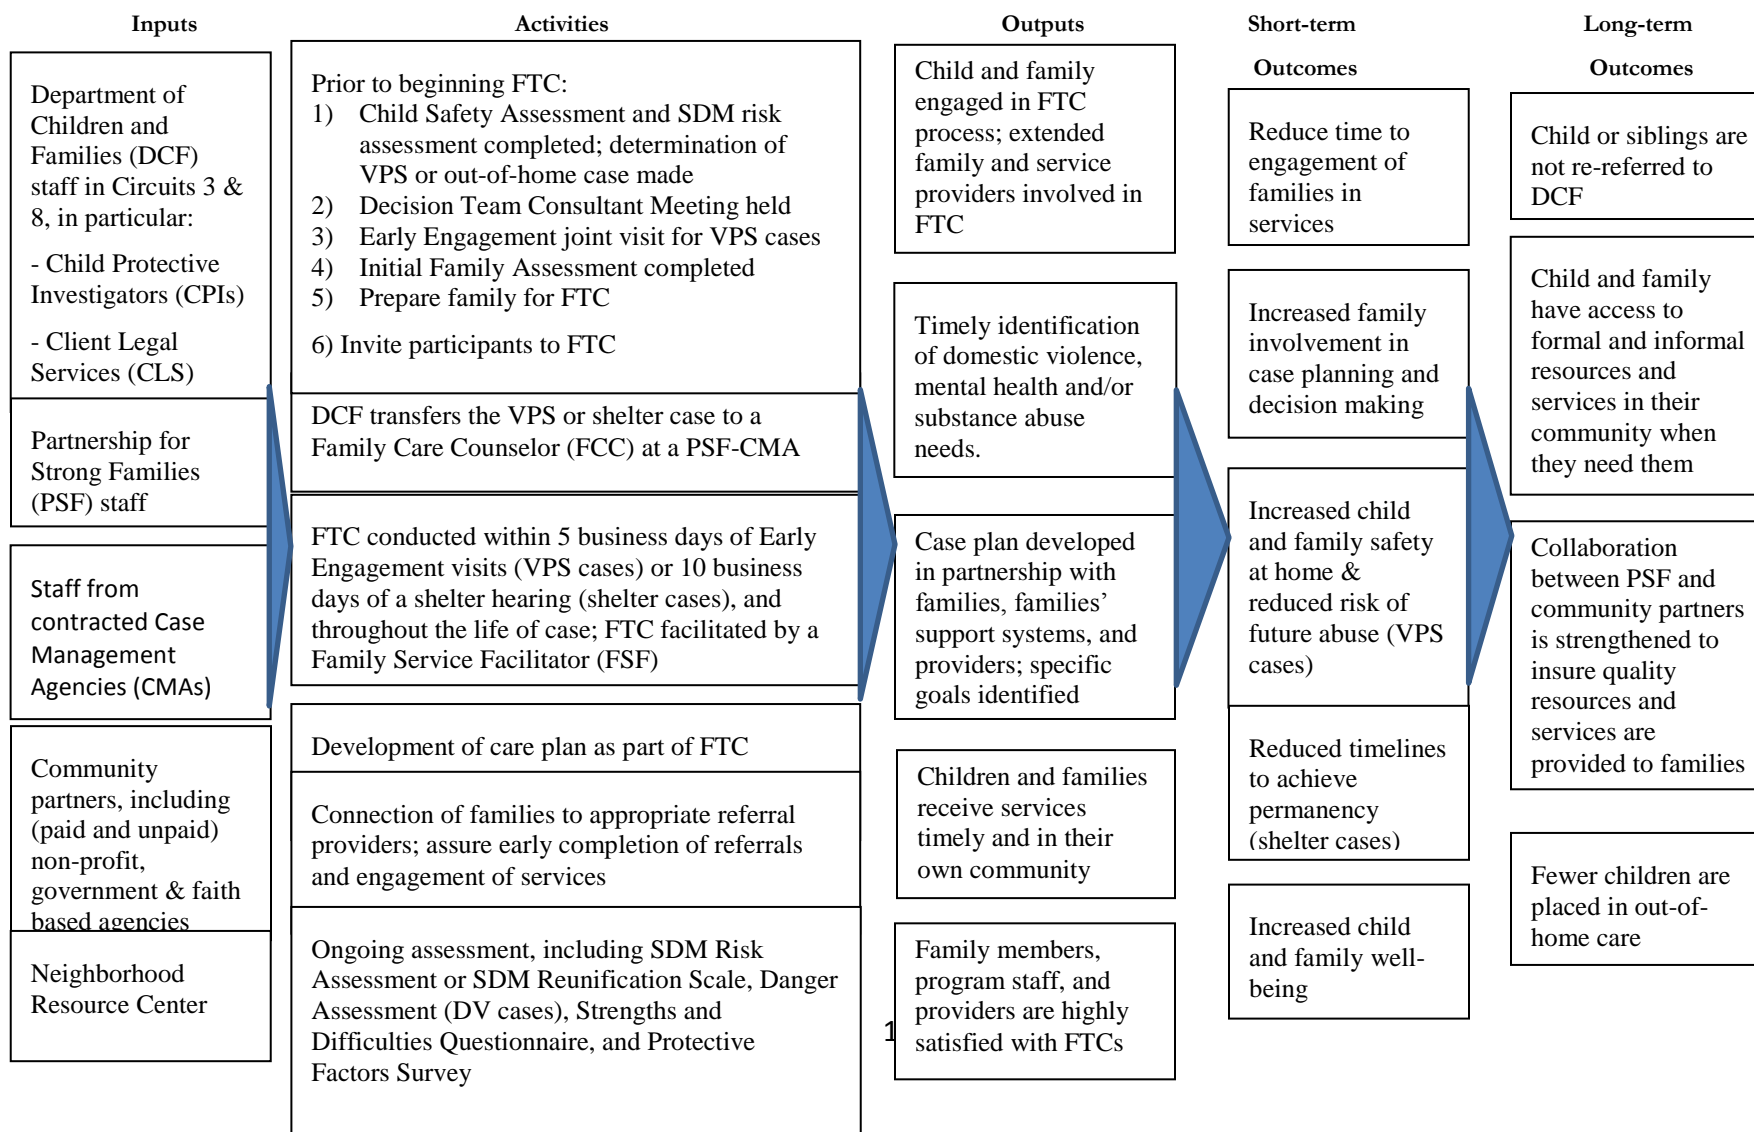 Inputs
Activities
Outputs
Short-term
Outcomes
Long-term
Outcomes
Department of
Children and
Families (DCF)
staff in Circuits 3 &
8, in particular:
- Child Protective
Investigators (CPIs)
- Client Legal
Services (CLS)
Partnership for
Strong Families
(PSF) staff
Staff from
contracted Case
Management
Agencies (CMAs)
Community
partners, including
(paid and unpaid)
non-profit,
government & faith
based agencies
Neighborhood
Resource Center
Prior to beginning FTC:
1) Child Safety Assessment and SDM risk
assessment completed; determination of
VPS or out-of-home case made
2) Decision Team Consultant Meeting held
3) Early Engagement joint visit for VPS cases
4) Initial Family Assessment completed
5) Prepare family for FTC
6) Invite participants to FTC
DCF transfers the VPS or shelter case to a
Family Care Counselor (FCC) at a PSF-CMA
FTC conducted within 5 business days of Early
Engagement visits (VPS cases) or 10 business
days of a shelter hearing (shelter cases), and
throughout the life of case; FTC facilitated by a
Family Service Facilitator (FSF)
Development of care plan as part of FTC
Connection of families to appropriate referral
providers; assure early completion of referrals
and engagement of services
Ongoing assessment, including SDM Risk
Assessment or SDM Reunification Scale, Danger
Assessment (DV cases), Strengths and
Difficulties Questionnaire, and Protective
Factors Survey
1
Child and family
engaged in FTC
process; extended
family and service
providers involved in
FTC
Timely identification
of domestic violence,
mental health and/or
substance abuse
needs.
Case plan developed
in partnership with
families, families’
support systems, and
providers; specific
goals identified
Children and families
receive services
timely and in their
own community
Family members,
program staff, and
providers are highly
satisfied with FTCs
Reduce time to
engagement of
families in
services
Increased family
involvement in
case planning and
decision making
Increased child
and family safety
at home &
reduced risk of
future abuse (VPS
cases)
Reduced timelines
to achieve
permanency
(shelter cases)
Increased child
and family well-
being
Child or siblings are
not re-referred to
DCF
Child and family
have access to
formal and informal
resources and
services in their
community when
they need them
Collaboration
between PSF and
community partners
is strengthened to
insure quality
resources and
services are
provided to families
Fewer children are
placed in out-of-
home care